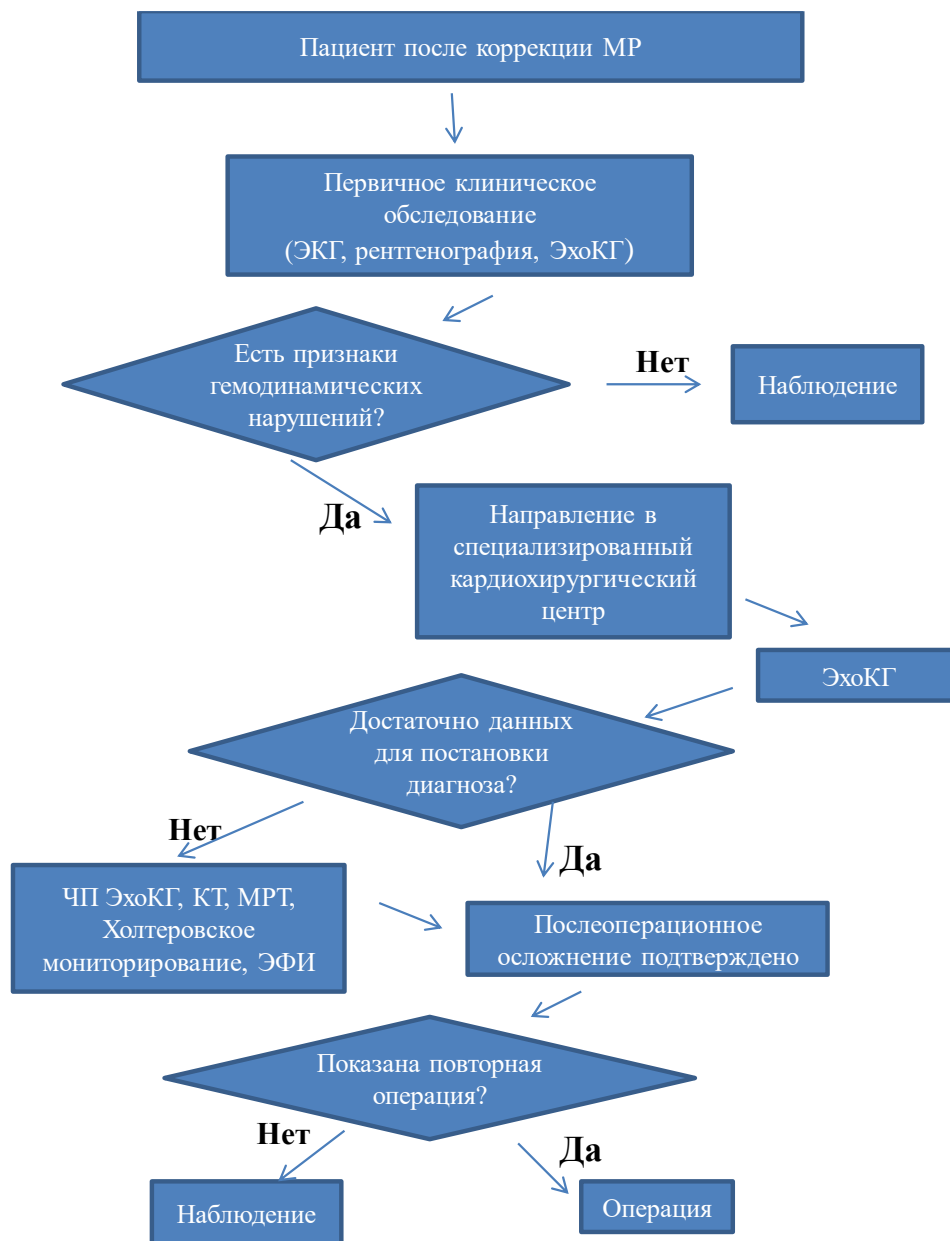 Пациент после коррекции МР
Первичное клиническое
обследование
(ЭКГ, рентгенография, ЭхоКГ)
Есть признаки
гемодинамических
нарушений?
Нет
Наблюдение
Да
Направление в
специализированный
кардиохирургический
центр
ЭхоКГ
Достаточно данных
для постановки
диагноза?
Нет
Да
ЧП ЭхоКГ, КТ, МРТ,
Холтеровское
мониторирование, ЭФИ
Послеоперационное
осложнение подтверждено
Показана повторная
операция?
Нет
Да
Наблюдение
Операция